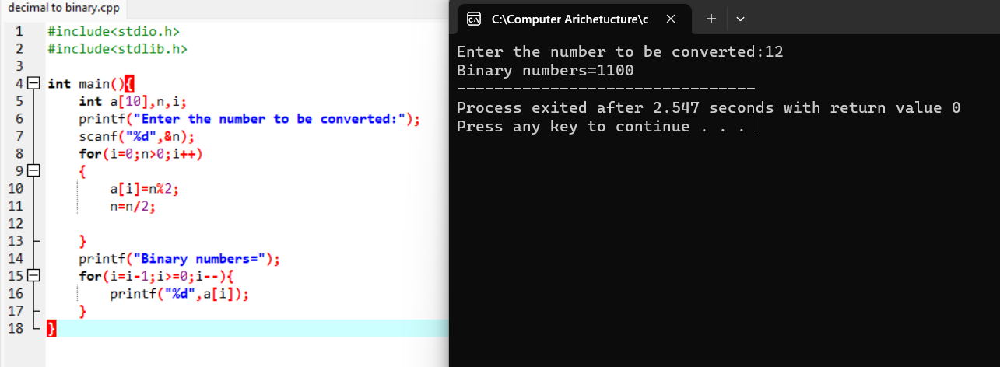 decimal to binary.cpp
1 #include<stdio.h>
2 #include<stdlib.h>
3
4 int main(){
5 int a[10],n,i;
6 printf("Enter the number to be converted:");
7 scanf("%d",&n);
8 for(i=0;n>0;i++)
9 {
10 a[i]=n%2;
11 n=n/2;
12
13 }
14 printf("Binary numbers=");
15 for(i=i-1;i>=0;i--){
16 printf("%d",a[i]);
17 }
18 }
C:\Computer Arichetucture\c
Enter the number to be converted:12
Binary numbers=1100
--------------------------------
Process exited after 2.547 seconds with return value 0
Press any key to continue . . .